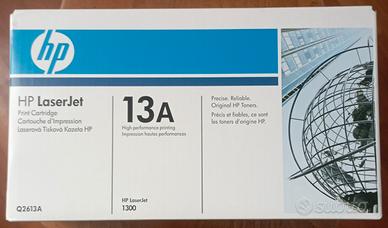 hp
HP LaserJet
Print Cartridge
Cartouche d'Impression
Laserová Tisková Kazeta HP
Q2613A
13A
High performance printing
Impression hautes performances
HP LaserJet
1300
Precise. Reliable.
Original HP Toners.
Précis et fiables, ce sont
les toners d'origine HP.
subito